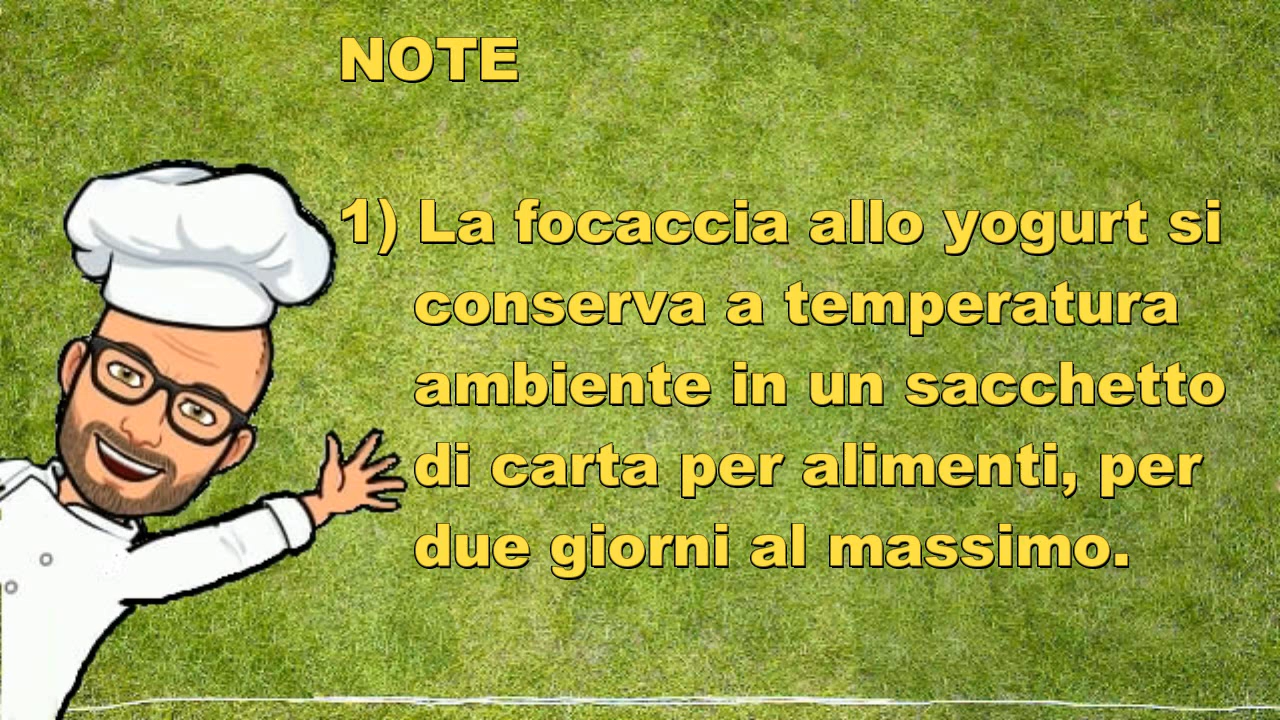 NOTE
1) La focaccia allo yogurt si
conserva a temperatura
ambiente in un sacchetto
di carta per alimenti, per
due giorni al massimo.